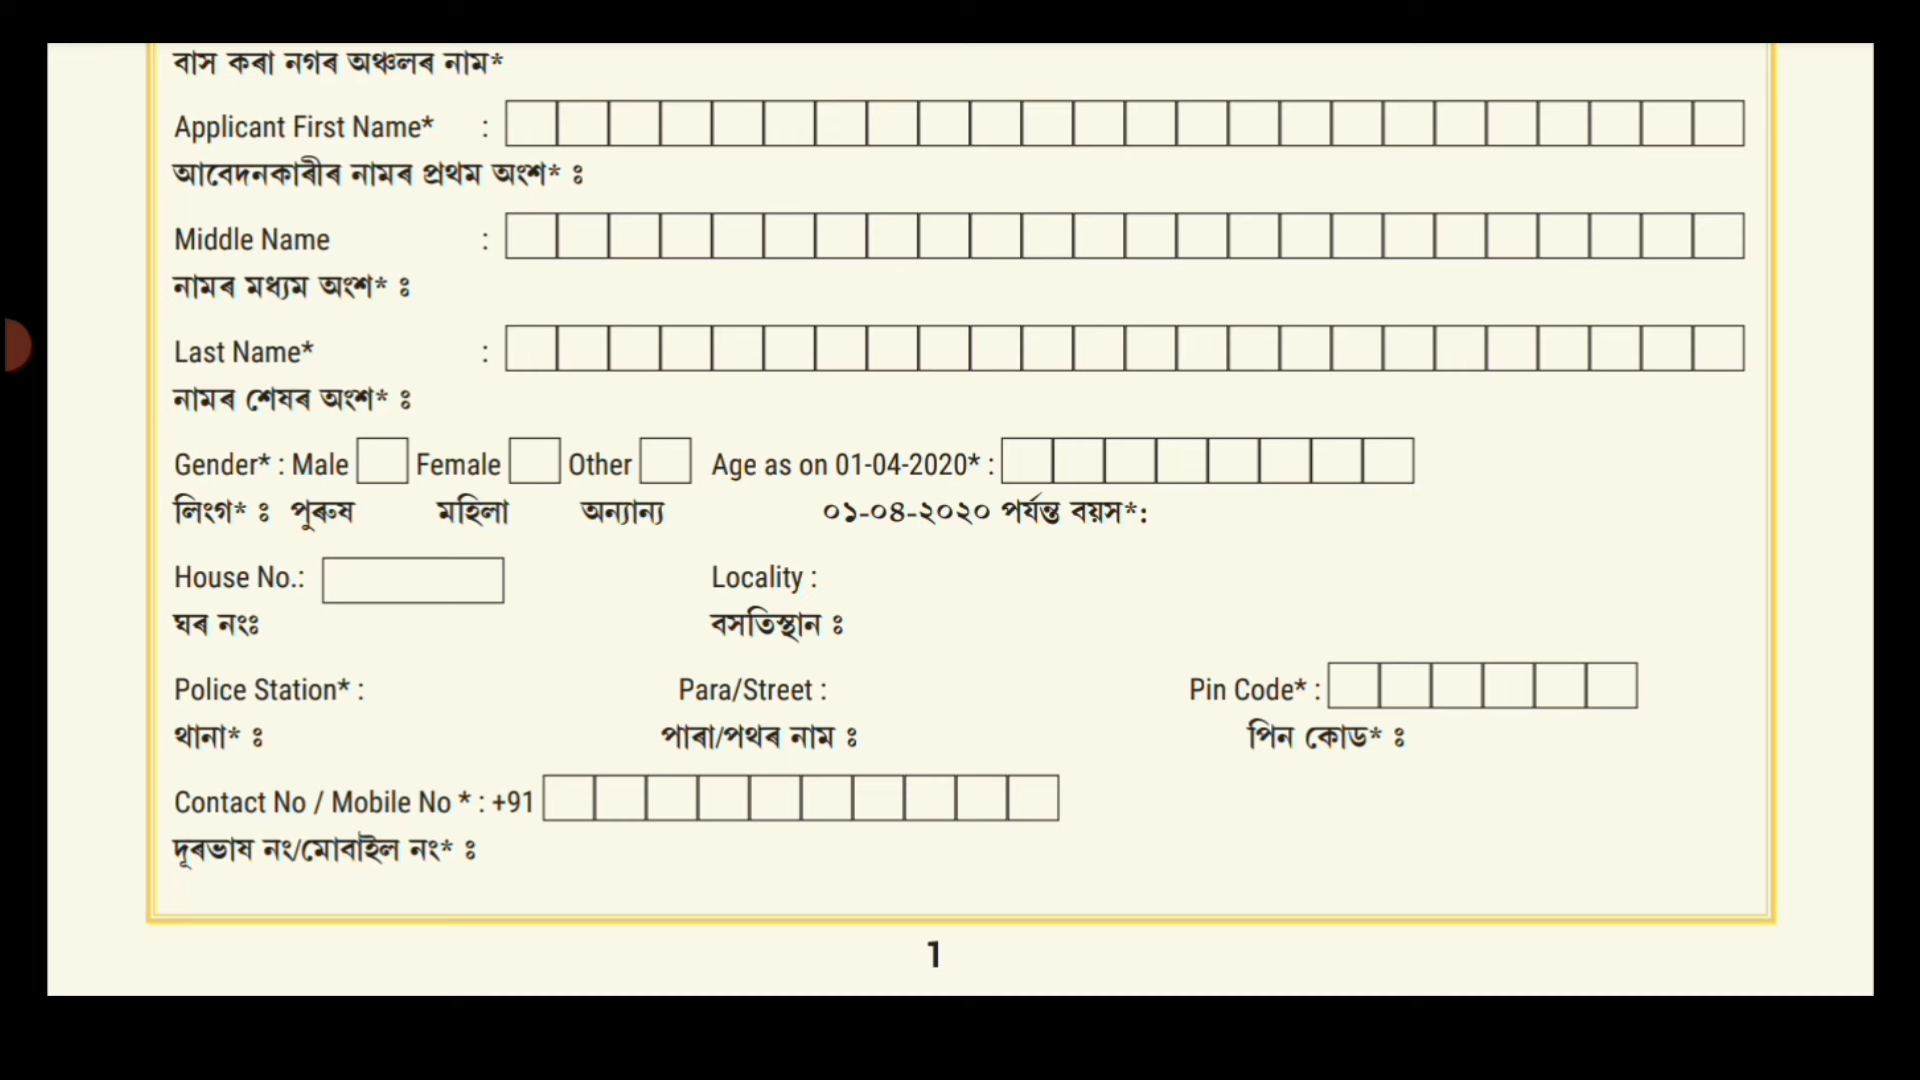 বাস কৰা নগৰ অঞ্চলৰ নাম*
Applicant First Name* :
আবেদনকাৰীৰ নামৰ প্ৰথম অংশ* ঃ
Middle Name :
নামৰ মধ্যম অংশ* ঃ
Last Name* :
নামৰ শেষৰ অংশ* ঃ
Gender* : Male Female Other Age as on 01-04-2020* :
লিংগ* ঃ পুৰুষ মহিলা অন্যান্য ০১-০৪-২০২০ পৰ্যন্ত বয়স*:
House No.: Locality :
ঘৰ নংঃ বসতিস্থান ঃ
Police Station* : Para/Street : Pin Code* :
থানা* ঃ পাৰা/পথৰ নাম ঃ পিন কোড* ঃ
Contact No / Mobile No * : +91
দূৰভাষ নং/মোবাইল নং* ঃ
1